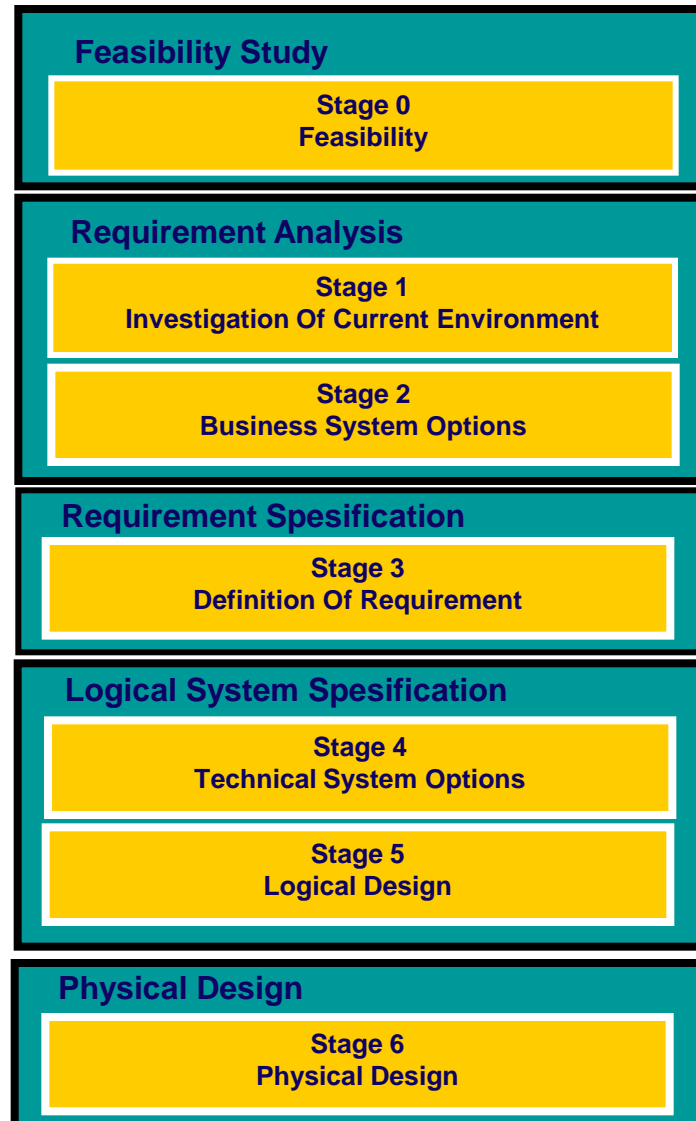 Feasibility Study
Stage 0
Feasibility
Requirement Analysis
Stage 1
Investigation Of Current Environment
Stage 2
Business System Options
Requirement Spesification
Stage 3
Definition Of Requirement
Logical System Spesification
Stage 4
Technical System Options
Stage 5
Logical Design
Physical Design
Stage 6
Physical Design